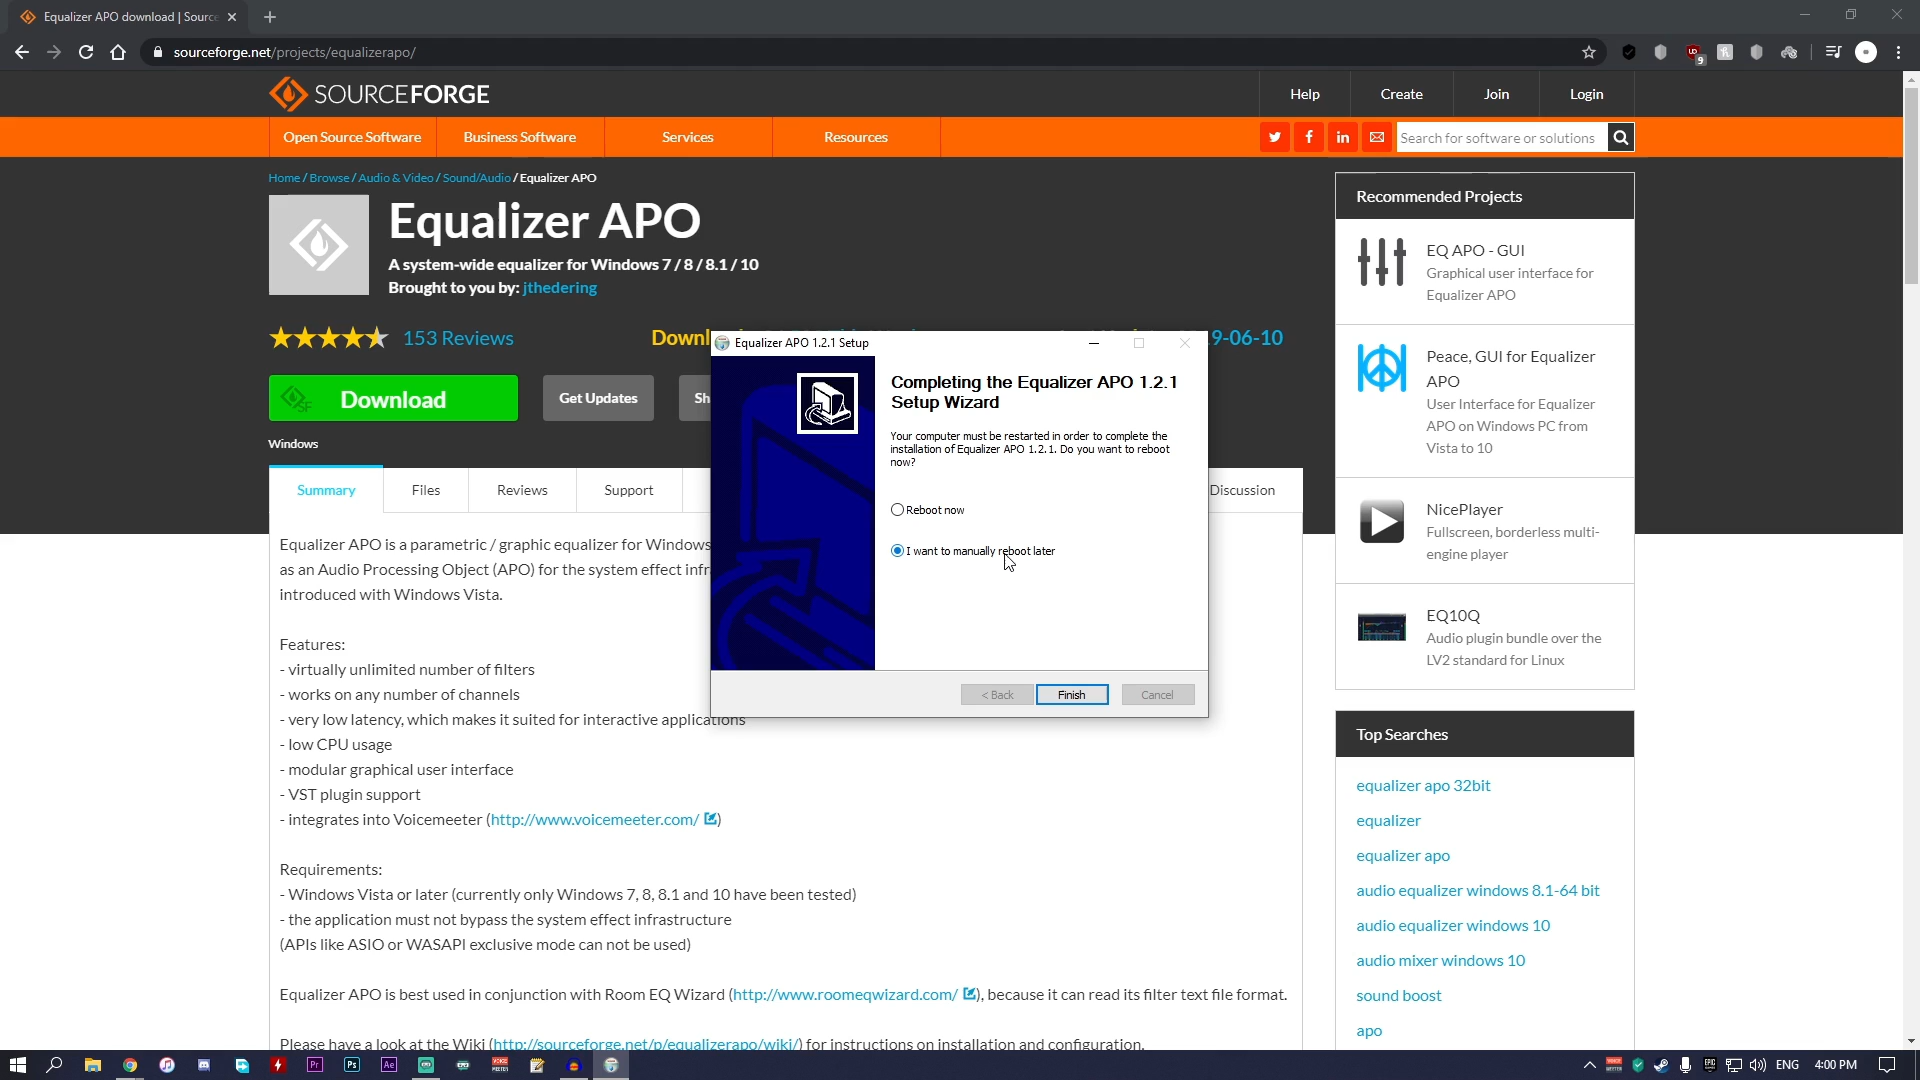 Equalizer APO download | Source
sourceforge.net/projects/equalizerapo/
9
SOURCEFORGE
Help
Create
Join
Login
Open Source Software
Business Software
Services
Resources
Search for software or solutions
Home / Browse / Audio & Video / Sound/Audio / Equalizer APO
Equalizer APO
A system-wide equalizer for Windows 7 / 8 / 8.1 / 10
Brought to you by: jthedering
153 Reviews
Downl
9-06-10
SF
Download
Get Updates
Sh
Windows
Summary
Files
Reviews
Support
Discussion
Equalizer APO is a parametric / graphic equalizer for Windows
as an Audio Processing Object (APO) for the system effect infr
introduced with Windows Vista.
Features:
- virtually unlimited number of filters
- works on any number of channels
- very low latency, which makes it suited for interactive applications
- low CPU usage
- modular graphical user interface
- VST plugin support
- integrates into Voicemeeter (http://www.voicemeeter.com/ )
Requirements:
- Windows Vista or later (currently only Windows 7, 8, 8.1 and 10 have been tested)
- the application must not bypass the system effect infrastructure
(APIs like ASIO or WASAPI exclusive mode can not be used)
Equalizer APO is best used in conjunction with Room EQ Wizard (http://www.roomeqwizard.com/ ), because it can read its filter text file format.
Please have a look at the Wiki (http://sourceforge.net/p/equalizerapo/wiki/) for instructions on installation and configuration.
Equalizer APO 1.2.1 Setup
Completing the Equalizer APO 1.2.1
Setup Wizard
Your computer must be restarted in order to complete the
installation of Equalizer APO 1.2.1. Do you want to reboot
now?
Reboot now
I want to manually reboot later
< Back
Finish
Cancel
Recommended Projects
EQ APO - GUI
Graphical user interface for
Equalizer APO
Peace, GUI for Equalizer
APO
User Interface for Equalizer
APO on Windows PC from
Vista to 10
NicePlayer
Fullscreen, borderless multi-
engine player
EQ10Q
Audio plugin bundle over the
LV2 standard for Linux
Top Searches
equalizer apo 32bit
equalizer
equalizer apo
audio equalizer windows 8.1-64 bit
audio equalizer windows 10
audio mixer windows 10
sound boost
apo
Pr
Ps
Ae
ENG
4:00 PM